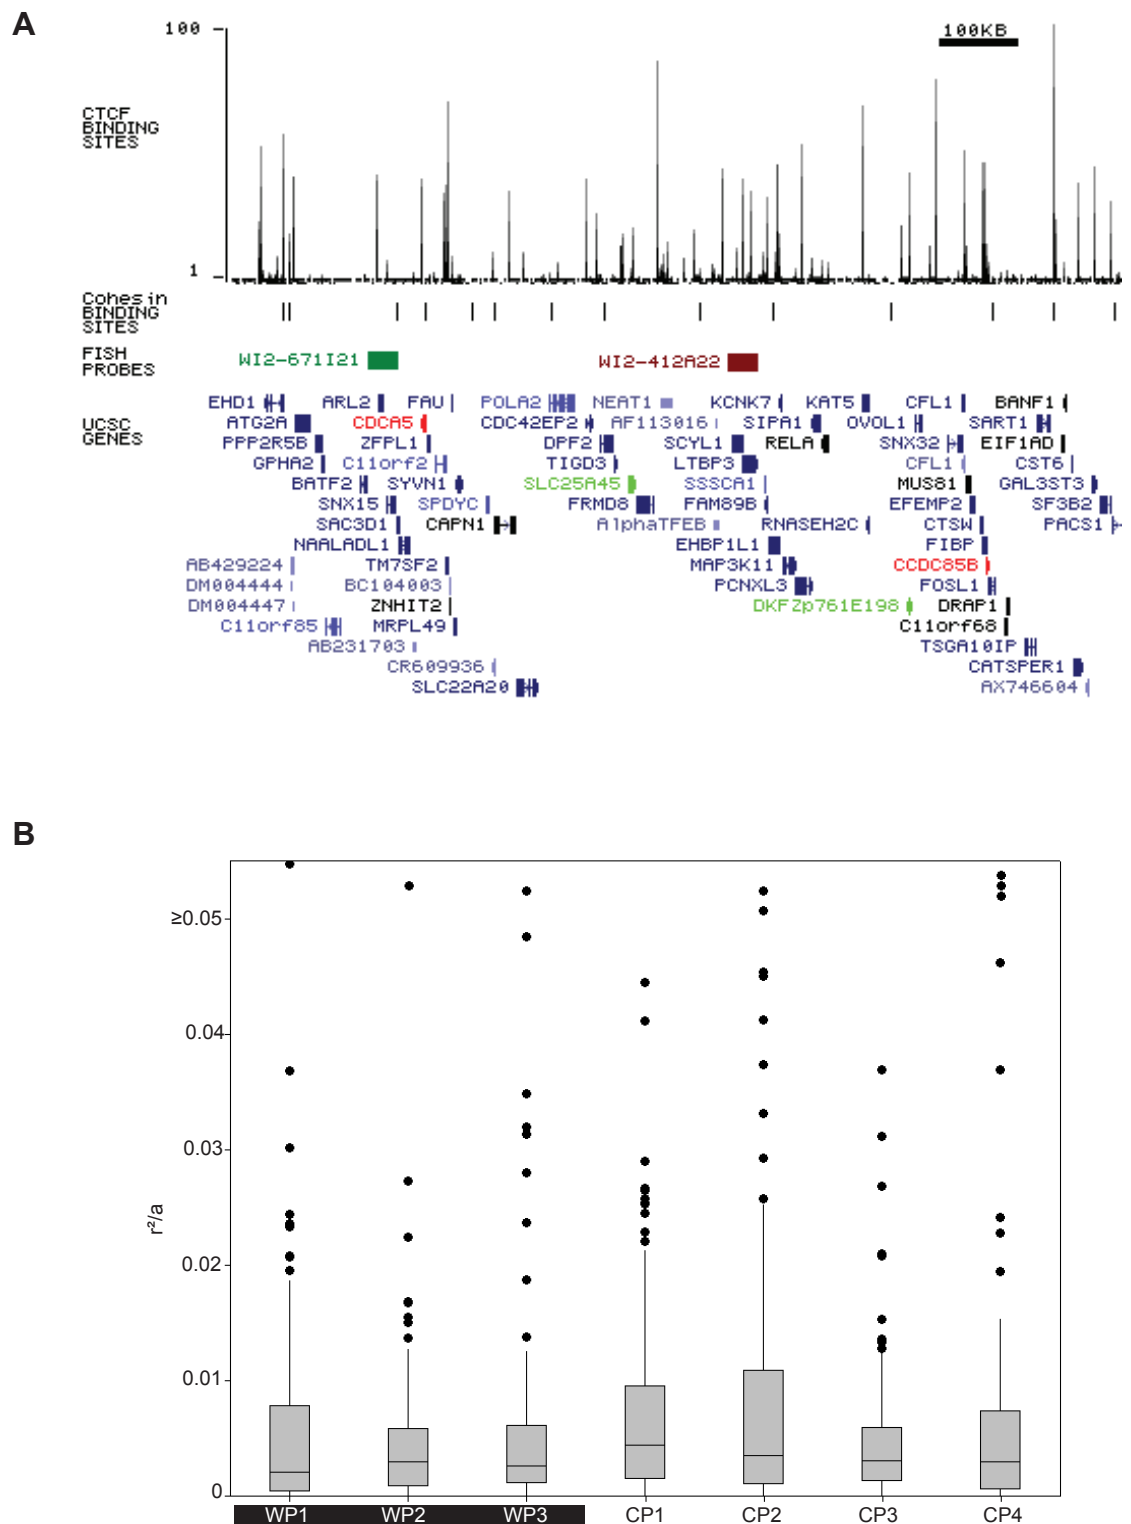 A
100
100KB
CTCF
BINDING
SITES
1
Cohesin
BINDING
SITES
FISH
PROBES
WI2-671I21 WI2-412A22
UCSC
GENES
EHD1 ARL2 FAU POLA2 NEAT1 KCNK7 KAT5 CFL1 BANF1
ATG2A CDCA5 CDC42EP2 AF113016 SIPA1 OVOL1 SART1
PPP2R5B ZFPL1 DPF2 SCYL1 RELA SNX32 EIF1AD
GPHA2 C11orf2 TIGD3 LTBP3 CFL1 CST6
BATF2 SYVN1 SLC25A45 SSSCA1 MUS81 GAL3ST3
SNX15 SPDYC FRMD8 FAM89B EFEMP2 SF3B2
SAC3D1 CAPN1 AlphaTFEB RNASEH2C CTSW PACS1
NAALADL1 EHBP1L1 FIBP
AB429224 TM7SF2 MAP3K11 CCDC85B
DM004444 BC104003 PCNXL3 FOSL1
DM004447 ZNHIT2 DKFZp761E198 DRAP1
C11orf85 MRPL49 C11orf68
AB231703 TSGA10IP
CR609936 CATSPER1
SLC22A20 AX746604
B
≥0.05
0.04
0.03
0.02
0.01
0
r²/a
WP1 WP2 WP3 CP1 CP2 CP3 CP4